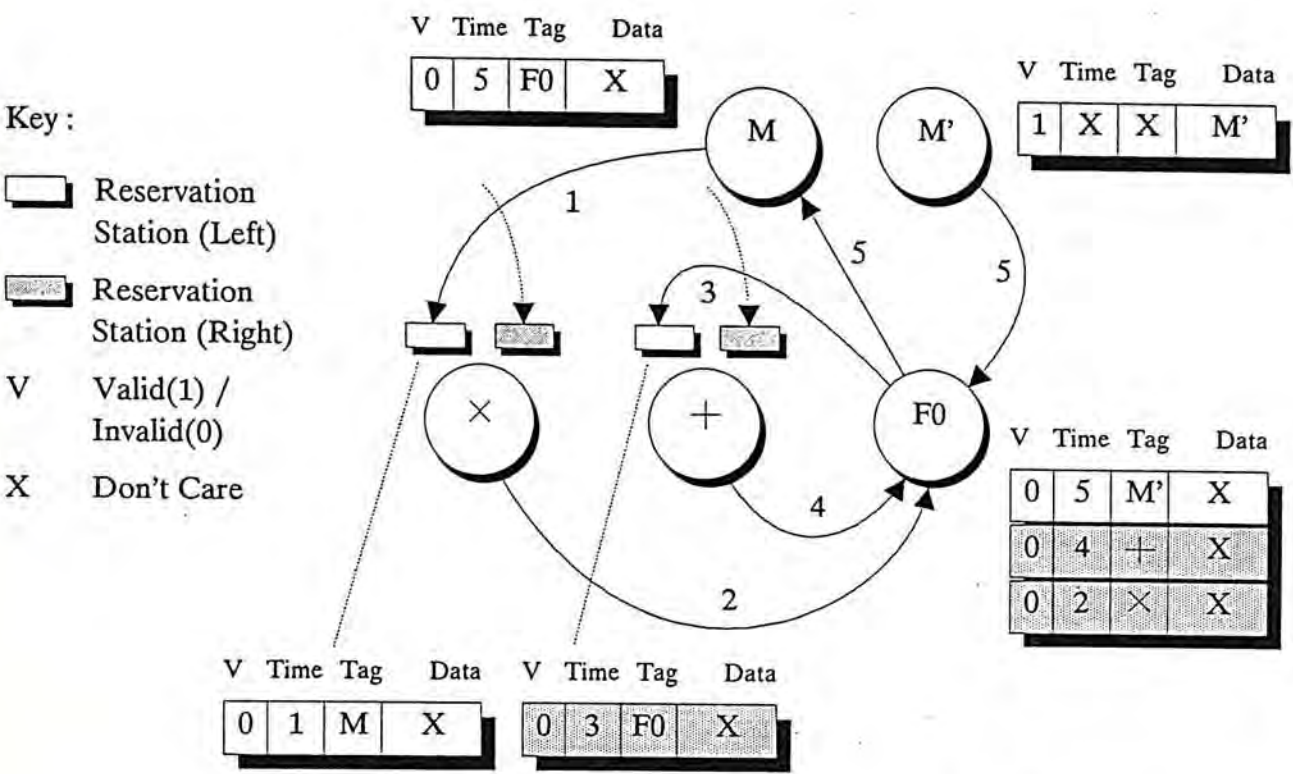 V Time Tag Data
0 5 F0 X
V Time Tag Data
1 X X M'
Key :
Reservation
Station (Left)
Reservation
Station (Right)
V Valid(1) /
Invalid(0)
X Don't Care
M
M'
1
5
5
3
×
+
F0
4
2
V Time Tag Data
0 5 M' X
0 4 + X
0 2 × X
V Time Tag Data
0 1 M X
V Time Tag Data
0 3 F0 X